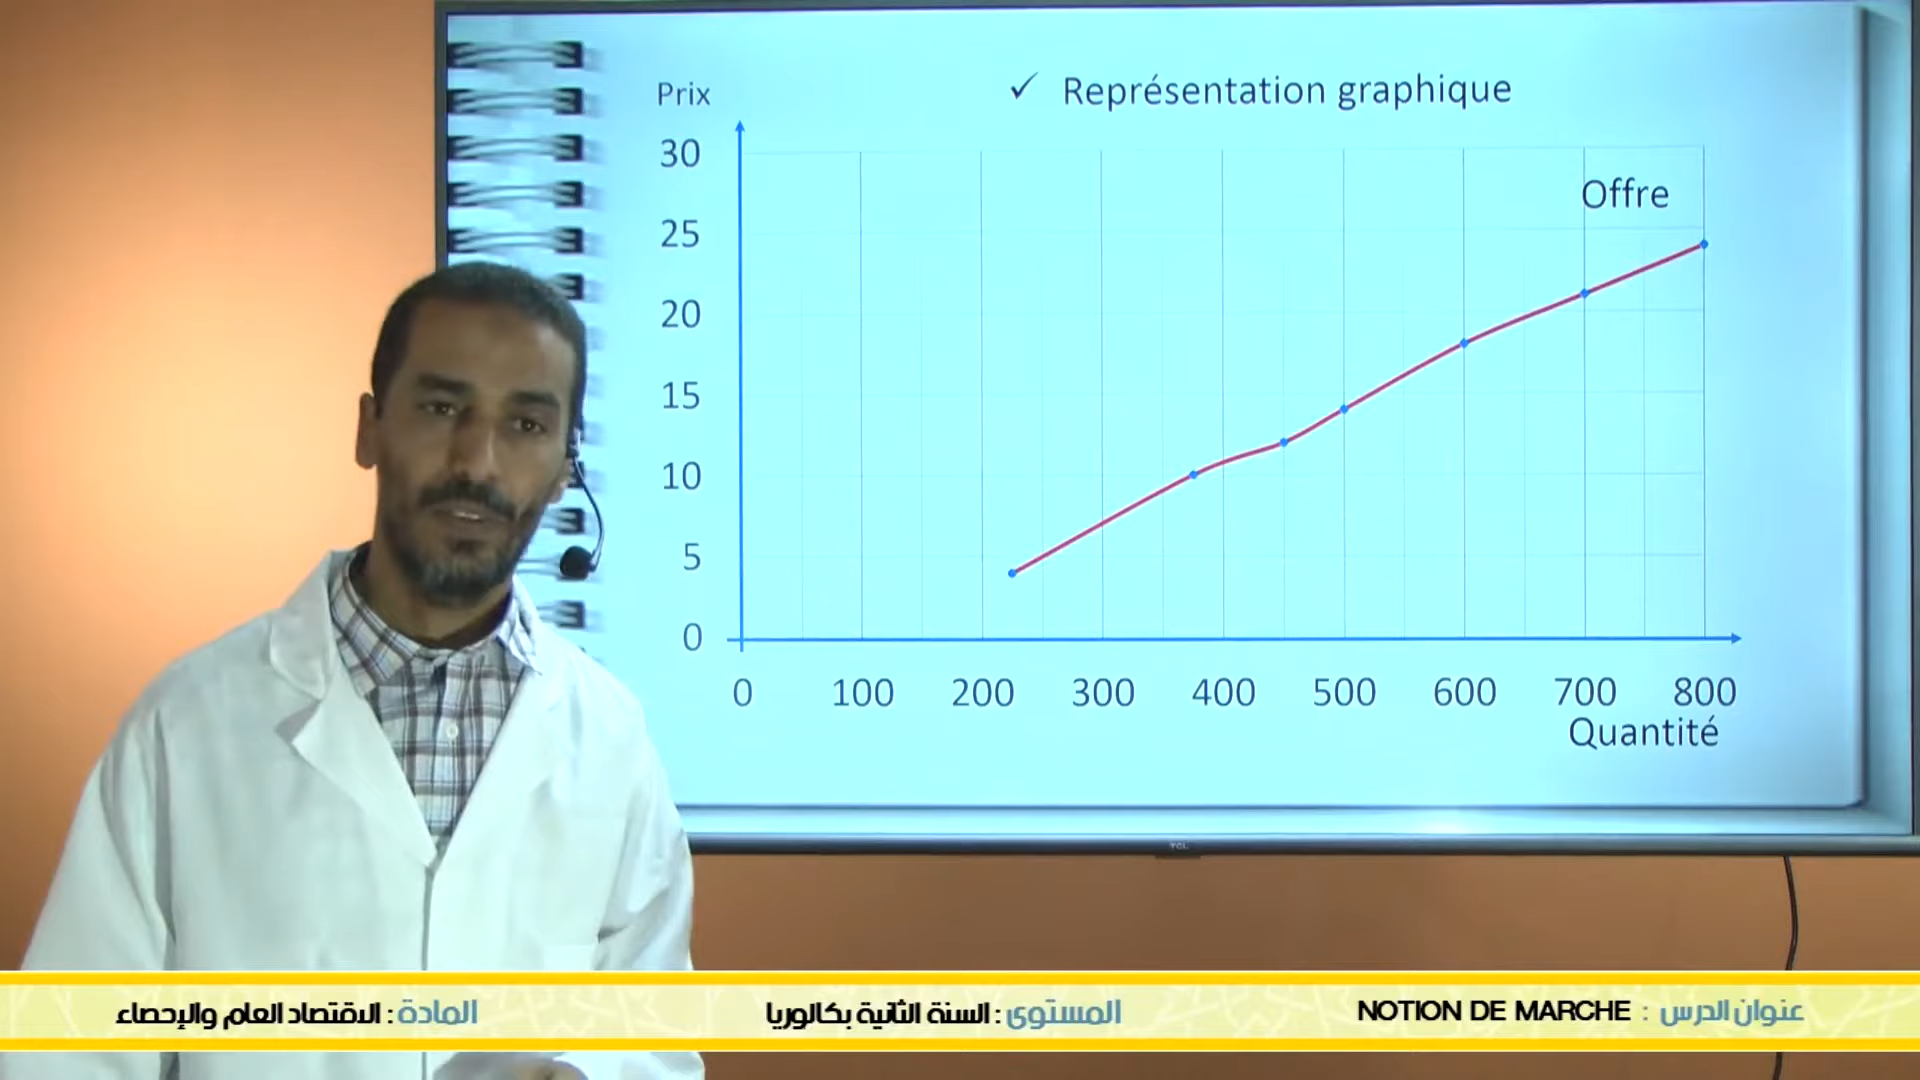 ✓ Représentation graphique
Prix
30
25
20
15
10
5
0
Offre
0 100 200 300 400 500 600 700 800
Quantité
TCL
عنوان الدرس : NOTION DE MARCHE
المستوى : السنة الثانية بكالوريا
المادة : الاقتصاد العام والإحصاء